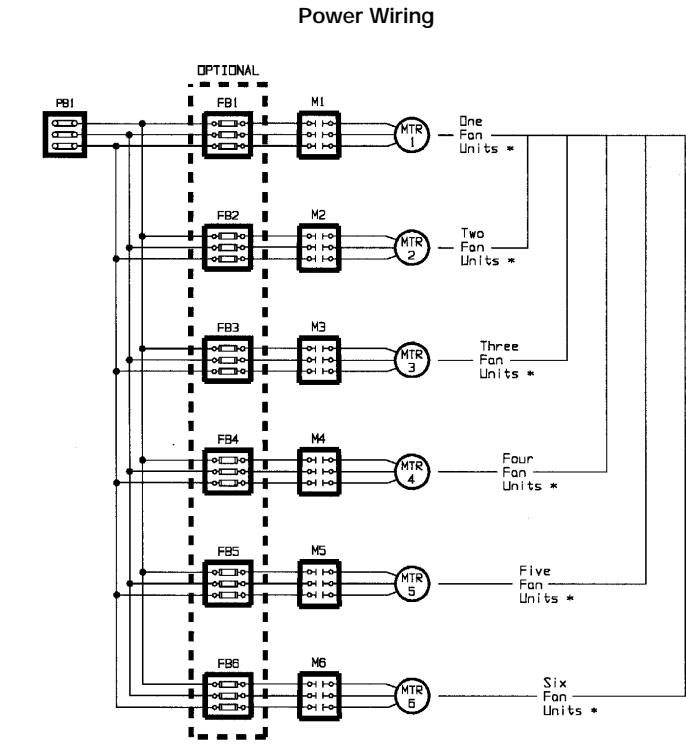 Power Wiring
OPTIONAL
PB1
FB1
M1
MTR
1
One
Fan
Units *
FB2
M2
MTR
2
Two
Fan
Units *
FB3
M3
MTR
3
Three
Fan
Units *
FB4
M4
MTR
4
Four
Fan
Units *
FB5
M5
MTR
5
Five
Fan
Units *
FB6
M6
MTR
6
Six
Fan
Units *